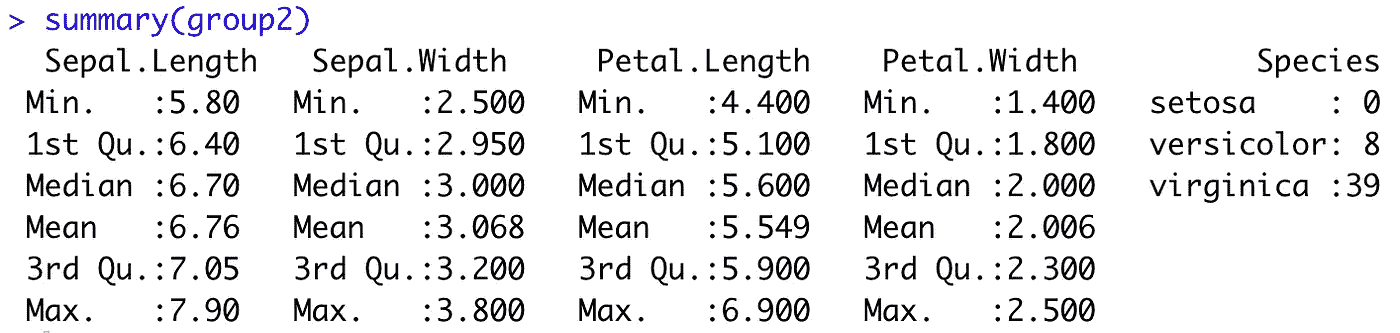 > summary(group2)
  Sepal.Length   Sepal.Width     Petal.Length    Petal.Width          Species
 Min.   :5.80   Min.   :2.500   Min.   :4.400   Min.   :1.400   setosa    : 0
 1st Qu.:6.40   1st Qu.:2.950   1st Qu.:5.100   1st Qu.:1.800   versicolor: 8
 Median :6.70   Median :3.000   Median :5.600   Median :2.000   virginica :39
 Mean   :6.76   Mean   :3.068   Mean   :5.549   Mean   :2.006
 3rd Qu.:7.05   3rd Qu.:3.200   3rd Qu.:5.900   3rd Qu.:2.300
 Max.   :7.90   Max.   :3.800   Max.   :6.900   Max.   :2.500